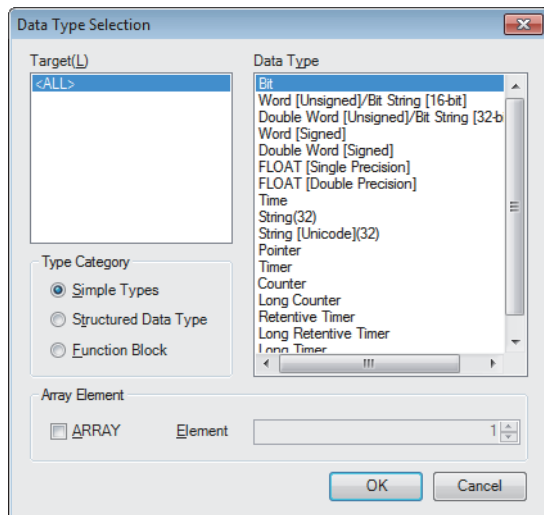 Data Type Selection
Target(L)
<ALL>
Data Type
Bit
Word [Unsigned]/Bit String [16-bit]
Double Word [Unsigned]/Bit String [32-b
Word [Signed]
Double Word [Signed]
FLOAT [Single Precision]
FLOAT [Double Precision]
Time
String(32)
String [Unicode](32)
Pointer
Timer
Counter
Long Counter
Retentive Timer
Long Retentive Timer
Long Timer
Type Category
Simple Types
Structured Data Type
Function Block
Array Element
ARRAY
Element
1
OK
Cancel